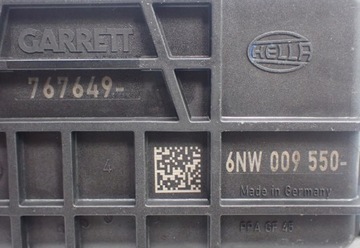 GARRETT
HELLA
767649-
6NW 009 550-
4
Made in Germany
PPA GF 45